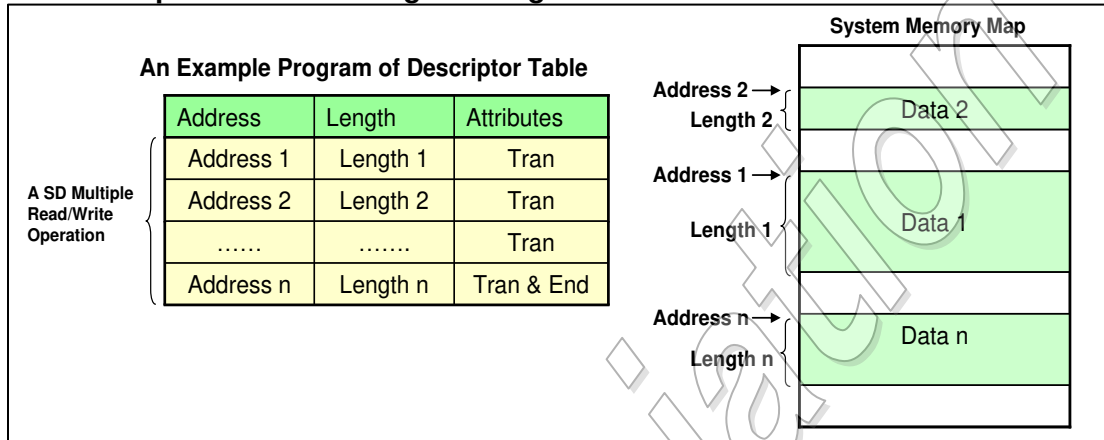 System Memory Map
An Example Program of Descriptor Table
Address Length Attributes
Address 1 Length 1 Tran
Address 2 Length 2 Tran
...... ....... Tran
Address n Length n Tran & End
A SD Multiple
Read/Write
Operation
Address 2
Length 2
Data 2
Address 1
Length 1
Data 1
Address n
Length n
Data n